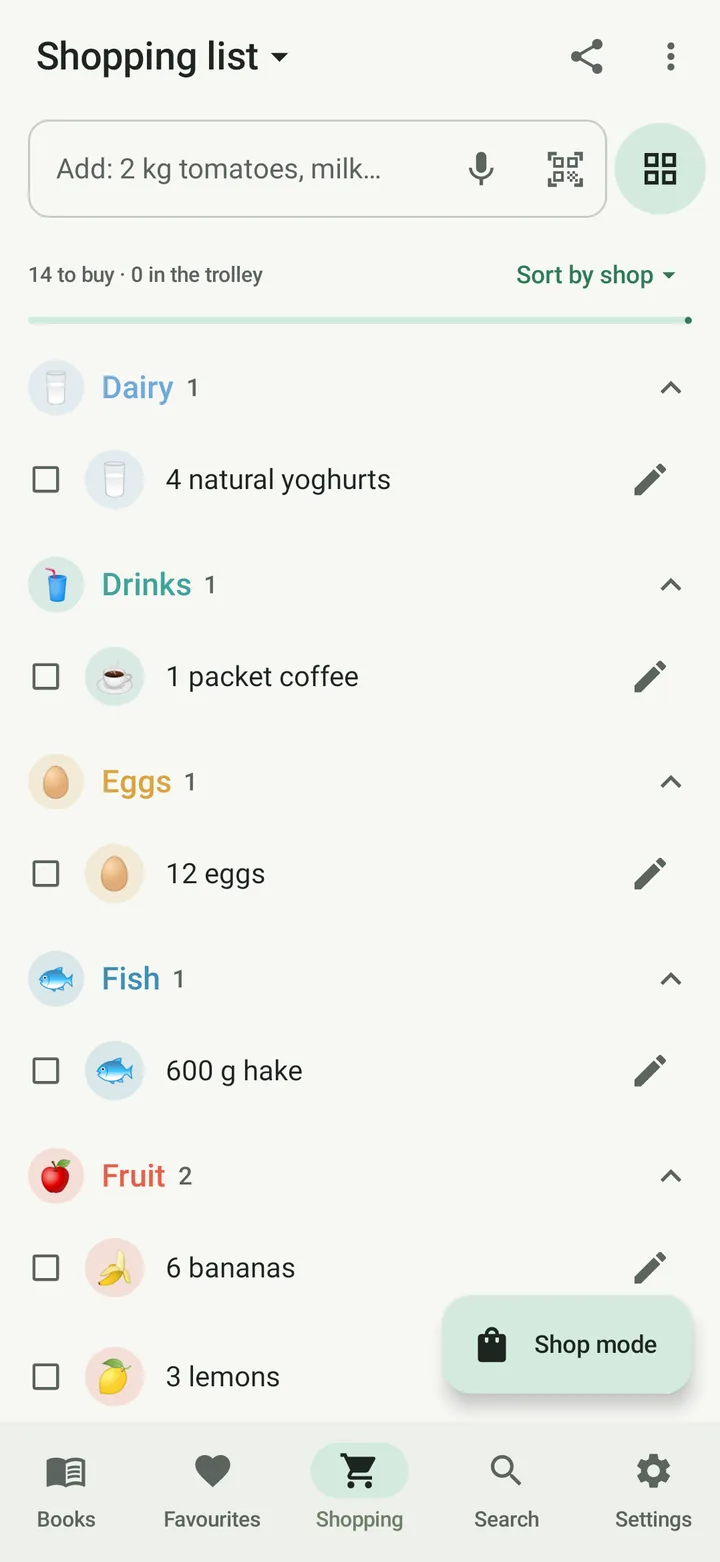 Shopping list
Add: 2 kg tomatoes, milk...
14 to buy · 0 in the trolley
Sort by shop
Dairy 1
4 natural yoghurts
Drinks 1
1 packet coffee
Eggs 1
12 eggs
Fish 1
600 g hake
Fruit 2
6 bananas
Shop mode
3 lemons
Books Favourites Shopping Search Settings